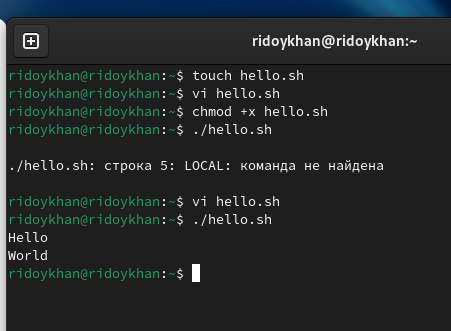 ridoykhan@ridoykhan:~
ridoykhan@ridoykhan:~$ touch hello.sh
ridoykhan@ridoykhan:~$ vi hello.sh
ridoykhan@ridoykhan:~$ chmod +x hello.sh
ridoykhan@ridoykhan:~$ ./hello.sh
./hello.sh: строка 5: LOCAL: команда не найдена
ridoykhan@ridoykhan:~$ vi hello.sh
ridoykhan@ridoykhan:~$ ./hello.sh
Hello
World
ridoykhan@ridoykhan:~$